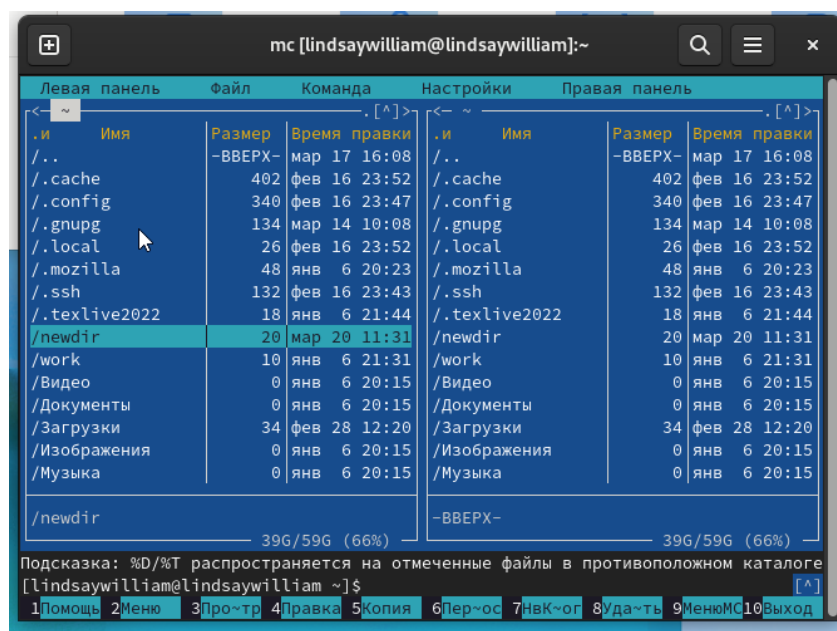 mc [lindsaywilliam@lindsaywilliam]:~
Левая панель Файл Команда Настройки Правая панель
<— ~ .[^]> <— ~ .[^]>
.и Имя Размер Время правки .и Имя Размер Время правки
/.. -ВВЕРХ- мар 17 16:08 /.. -ВВЕРХ- мар 17 16:08
/.cache 402 фев 16 23:52 /.cache 402 фев 16 23:52
/.config 340 фев 16 23:47 /.config 340 фев 16 23:47
/.gnupg 134 мар 14 10:08 /.gnupg 134 мар 14 10:08
/.local 26 фев 16 23:52 /.local 26 фев 16 23:52
/.mozilla 48 янв 6 20:23 /.mozilla 48 янв 6 20:23
/.ssh 132 фев 16 23:43 /.ssh 132 фев 16 23:43
/.texlive2022 18 янв 6 21:44 /.texlive2022 18 янв 6 21:44
/newdir 20 мар 20 11:31 /newdir 20 мар 20 11:31
/work 10 янв 6 21:31 /work 10 янв 6 21:31
/Видео 0 янв 6 20:15 /Видео 0 янв 6 20:15
/Документы 0 янв 6 20:15 /Документы 0 янв 6 20:15
/Загрузки 34 фев 28 12:20 /Загрузки 34 фев 28 12:20
/Изображения 0 янв 6 20:15 /Изображения 0 янв 6 20:15
/Музыка 0 янв 6 20:15 /Музыка 0 янв 6 20:15
/newdir -ВВЕРХ-
39G/59G (66%) 39G/59G (66%)
Подсказка: %D/%T распространяется на отмеченные файлы в противоположном каталоге
[lindsaywilliam@lindsaywilliam ~]$ [^]
1Помощь 2Меню 3Про~тр 4Правка 5Копия 6Пер~ос 7НвК~ог 8Уда~ть 9МенюMC10Выход